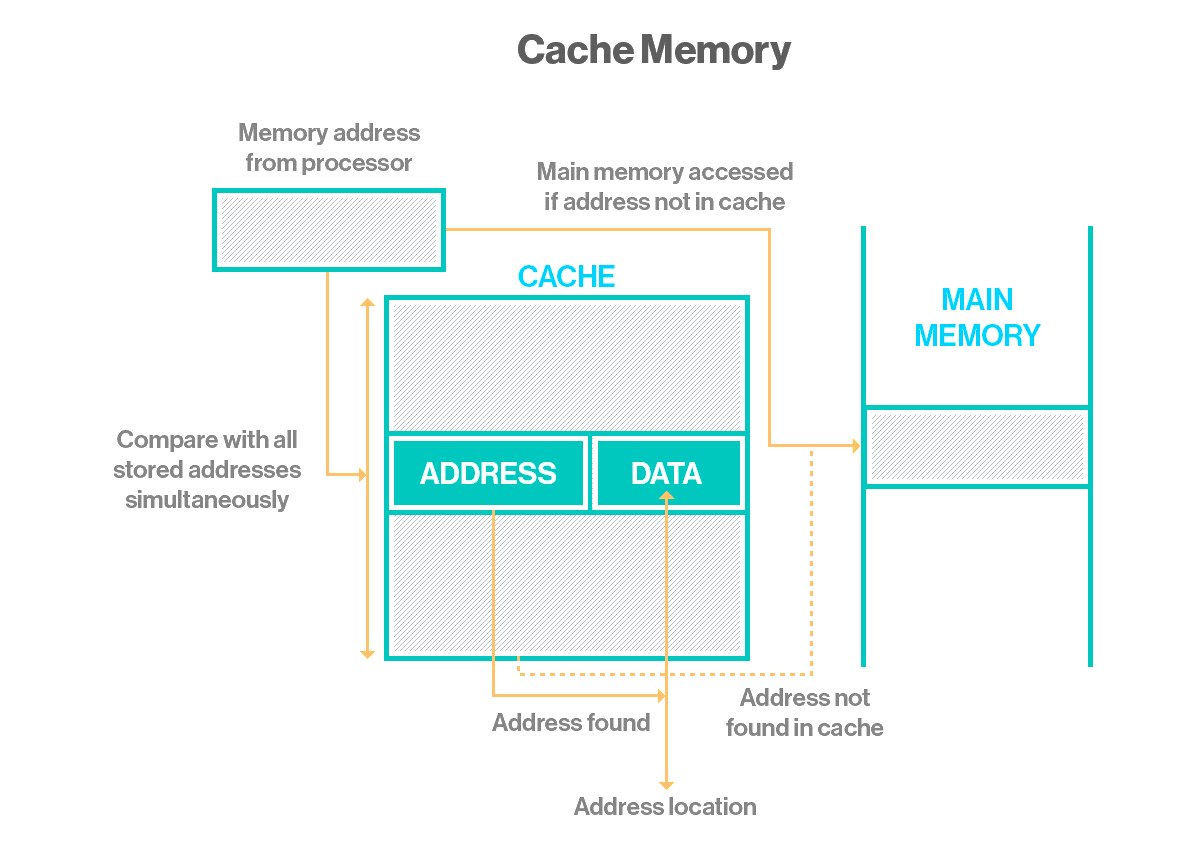 Cache Memory
Memory address
from processor
Main memory accessed
if address not in cache
CACHE
MAIN
MEMORY
Compare with all
stored addresses
simultaneously
ADDRESS
DATA
Address found
Address not
found in cache
Address location